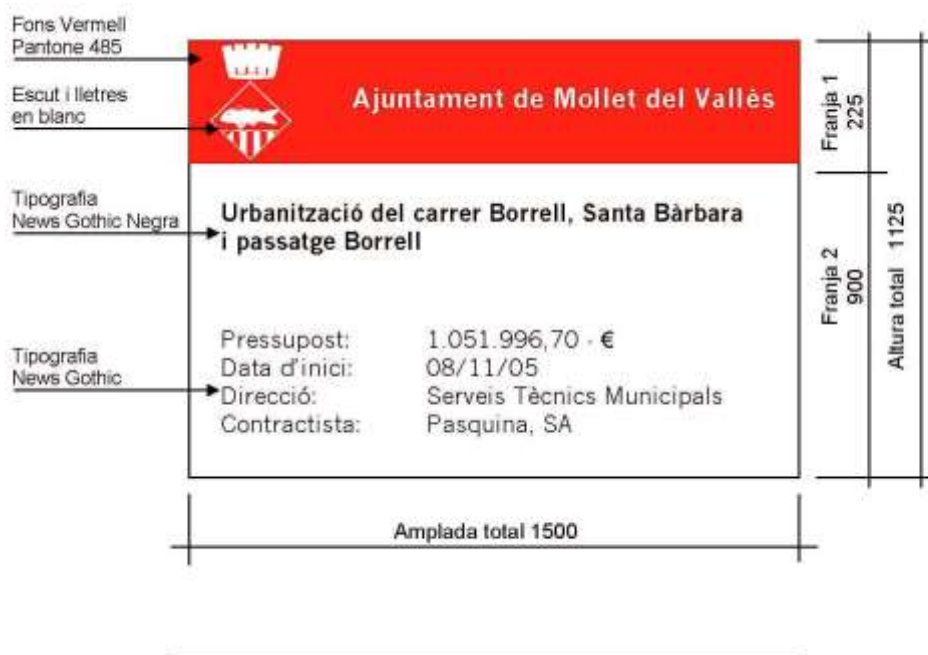 Fons Vermell
Pantone 485
Escut i lletres
en blanc
Tipografia
News Gothic Negra
Tipografia
News Gothic
Ajuntament de Mollet del Vallès
Urbanització del carrer Borrell, Santa Bàrbara
i passatge Borrell
Pressupost: 1.051.996,70 - €
Data d'inici: 08/11/05
Direcció: Serveis Tècnics Municipals
Contractista: Pasquina, SA
Franja 1
225
Franja 2
900
Altura total 1125
Amplada total 1500